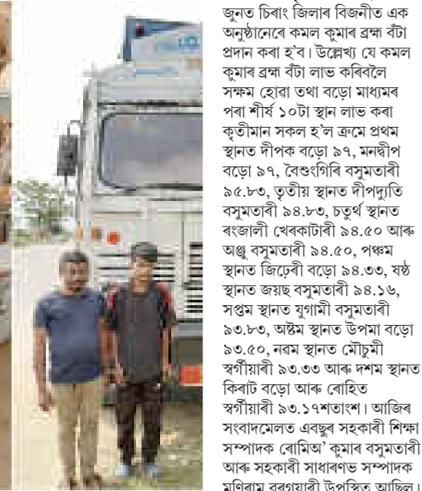 জুনত চিৰাং জিলাৰ বিজনীত এক
অনুষ্ঠানেৰে কমল কুমাৰ ব্ৰহ্ম বঁটা
প্ৰদান কৰা হ’ব। উল্লেখ্য যে কমল
কুমাৰ ব্ৰহ্ম বঁটা লাভ কৰিবলৈ
সক্ষম হোৱা তথা বড়ো মাধ্যমৰ
পৰা শীৰ্ষ ১০টা স্থান লাভ কৰা
কৃতীমান সকল হ’ল ক্ৰমে প্ৰথম
স্থানত দীপক বড়ো ৯৭, মনদ্বীপ
বড়ো ৯৭, বৈশুংগিৰি বসুমতাৰী
৯৫.৮৩, তৃতীয় স্থানত দীপদ্যুতি
বসুমতাৰী ৯৪.৮৩, চতুৰ্থ স্থানত
ৰংজালী খেৰকাটাৰী ৯৪.৫০ আৰু
অঞ্জু বসুমতাৰী ৯৪.৫০, পঞ্চম
স্থানত জিঢ়েৰী বড়ো ৯৪.৩৩, ষষ্ঠ
স্থানত জয়ছ বসুমতাৰী ৯৪.১৬,
সপ্তম স্থানত যুগামী বসুমতাৰী
৯৩.৮৩, অষ্টম স্থানত উপমা বড়ো
৯৩.৫০, নৱম স্থানত মৌচুমী
স্বৰ্গীয়াৰী ৯৩.৩৩ আৰু দশম স্থানত
কিৰাট বড়ো আৰু ৰোহিত
স্বৰ্গীয়াৰী ৯৩.১৭শতাংশ। আজিৰ
সংবাদমেলত এবছুৰ সহকাৰী শিক্ষা
সম্পাদক ৰোমিঅ’ কুমাৰ বসুমতাৰী
আৰু সহকাৰী সাধাৰণভ সম্পাদক
মণিৰাম বৰগয়াৰী উপস্থিত আছিল।